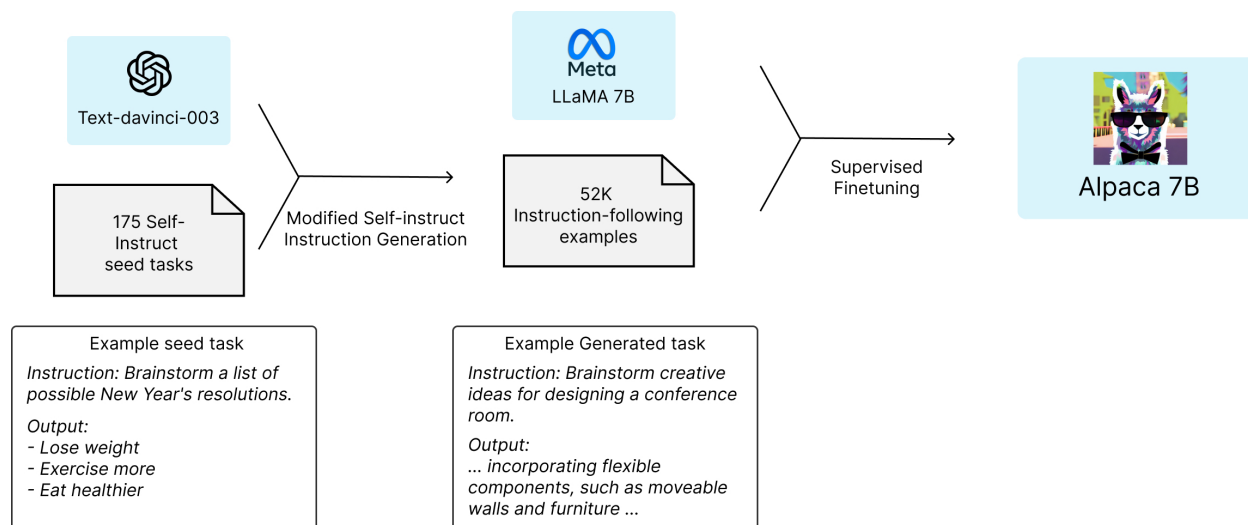 Text-davinci-003
175 Self-
Instruct
seed tasks
Modified Self-instruct
Instruction Generation
Meta
LLaMA 7B
52K
Instruction-following
examples
Supervised
Finetuning
Alpaca 7B
Example seed task
Instruction: Brainstorm a list of
possible New Year's resolutions.
Output:
- Lose weight
- Exercise more
- Eat healthier
Example Generated task
Instruction: Brainstorm creative
ideas for designing a conference
room.
Output:
... incorporating flexible
components, such as moveable
walls and furniture ...